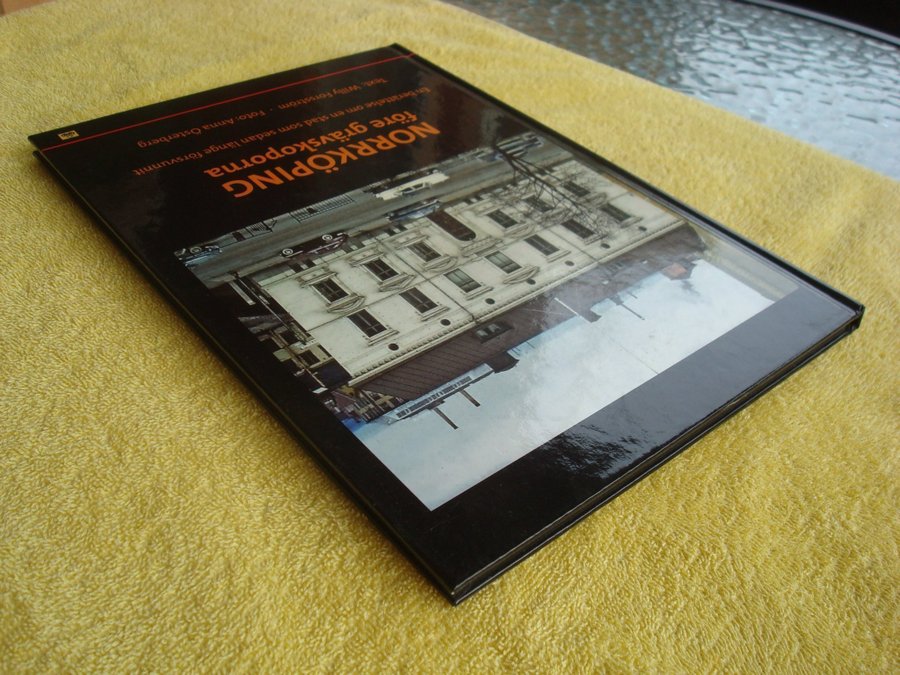 NORRKÖPING
före grävskoporna
En berättelse om en stad som sedan länge försvunnit
Text: Willy Forsström · Foto: Anna Österberg